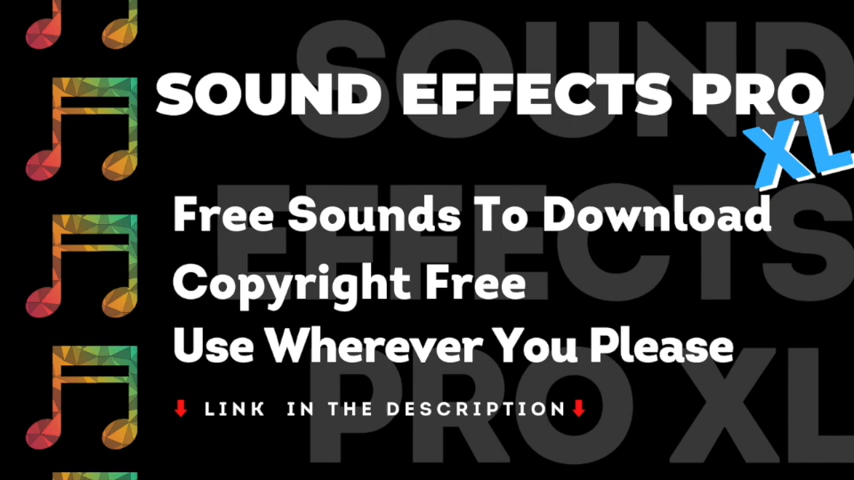 SOUND EFFECTS PRO
XL
Free Sounds To Download
Copyright Free
Use Wherever You Please
LINK IN THE DESCRIPTION
SOUND
EFFECTS
PRO XL